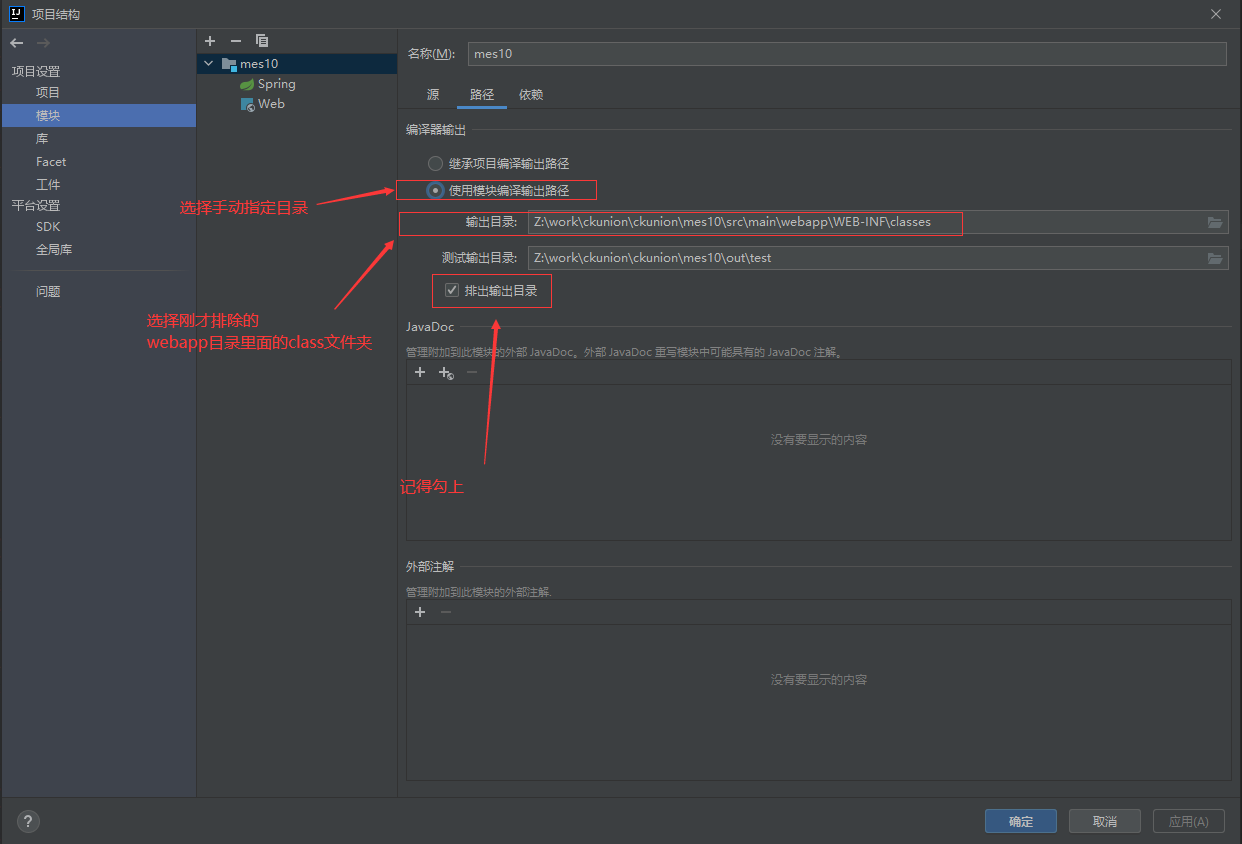 项目结构
项目设置
项目
模块
库
Facet
工件
平台设置
SDK
全局库
问题
mes10
Spring
Web
名称(M):
mes10
源
路径
依赖
编译器输出
继承项目编译输出路径
使用模块编译输出路径
选择手动指定目录
输出目录:
Z:\work\ckunion\ckunion\mes10\src\main\webapp\WEB-INF\classes
测试输出目录:
Z:\work\ckunion\ckunion\mes10\out\test
排出输出目录
选择刚才排除的
webapp目录里面的class文件夹
JavaDoc
管理附加到此模块的外部 JavaDoc。外部 JavaDoc 重写模块中可能具有的 JavaDoc 注解。
没有要显示的内容
记得勾上
外部注解
管理附加到此模块的外部注解.
没有要显示的内容
?
确定
取消
应用(A)